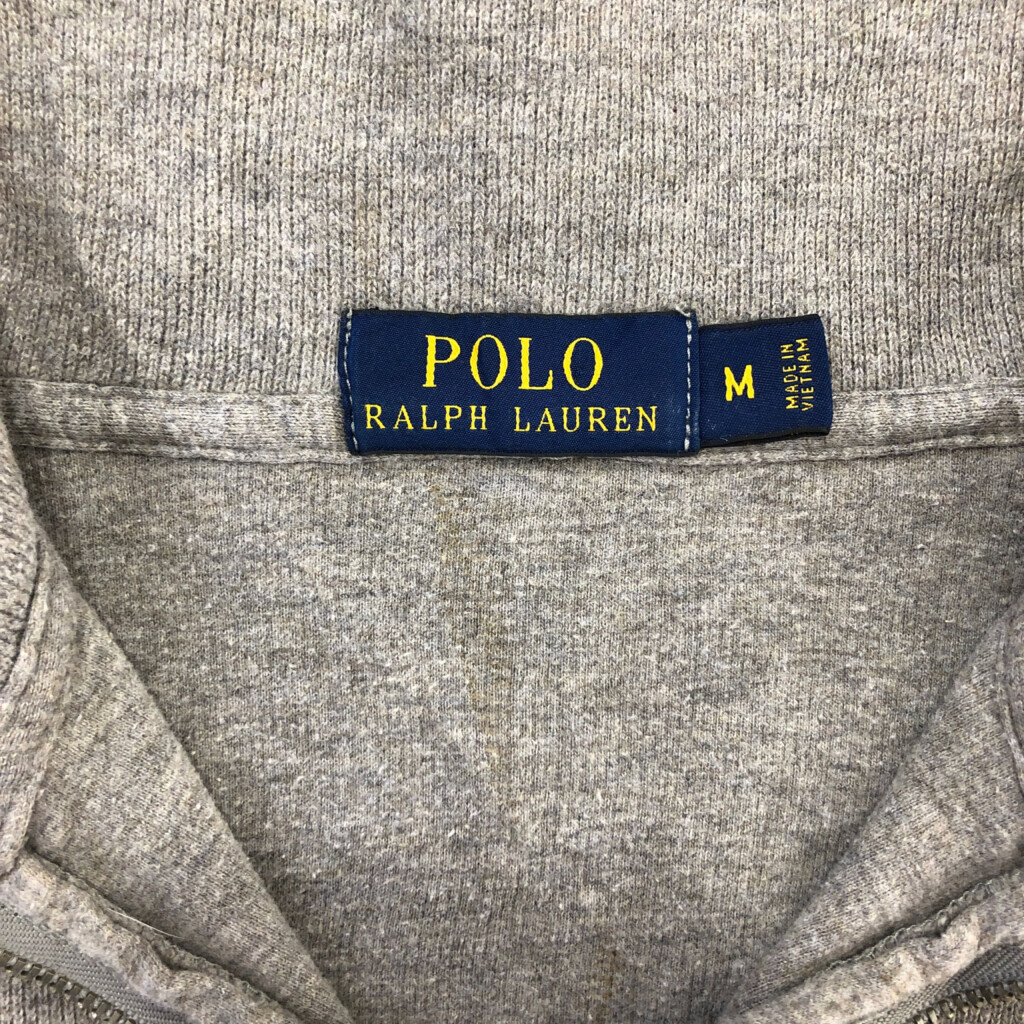 POLO
RALPH LAUREN
M
MADE IN
VIETNAM